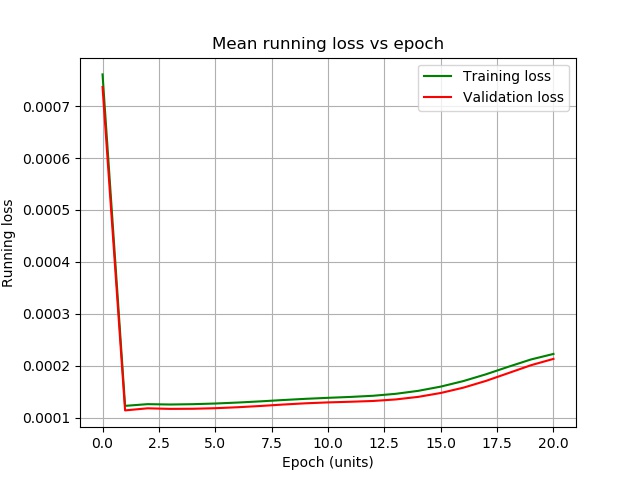 Mean running loss vs epoch
Training loss
Validation loss
0.0007
0.0006
0.0005
0.0004
0.0003
0.0002
0.0001
Running loss
0.0 2.5 5.0 7.5 10.0 12.5 15.0 17.5 20.0
Epoch (units)